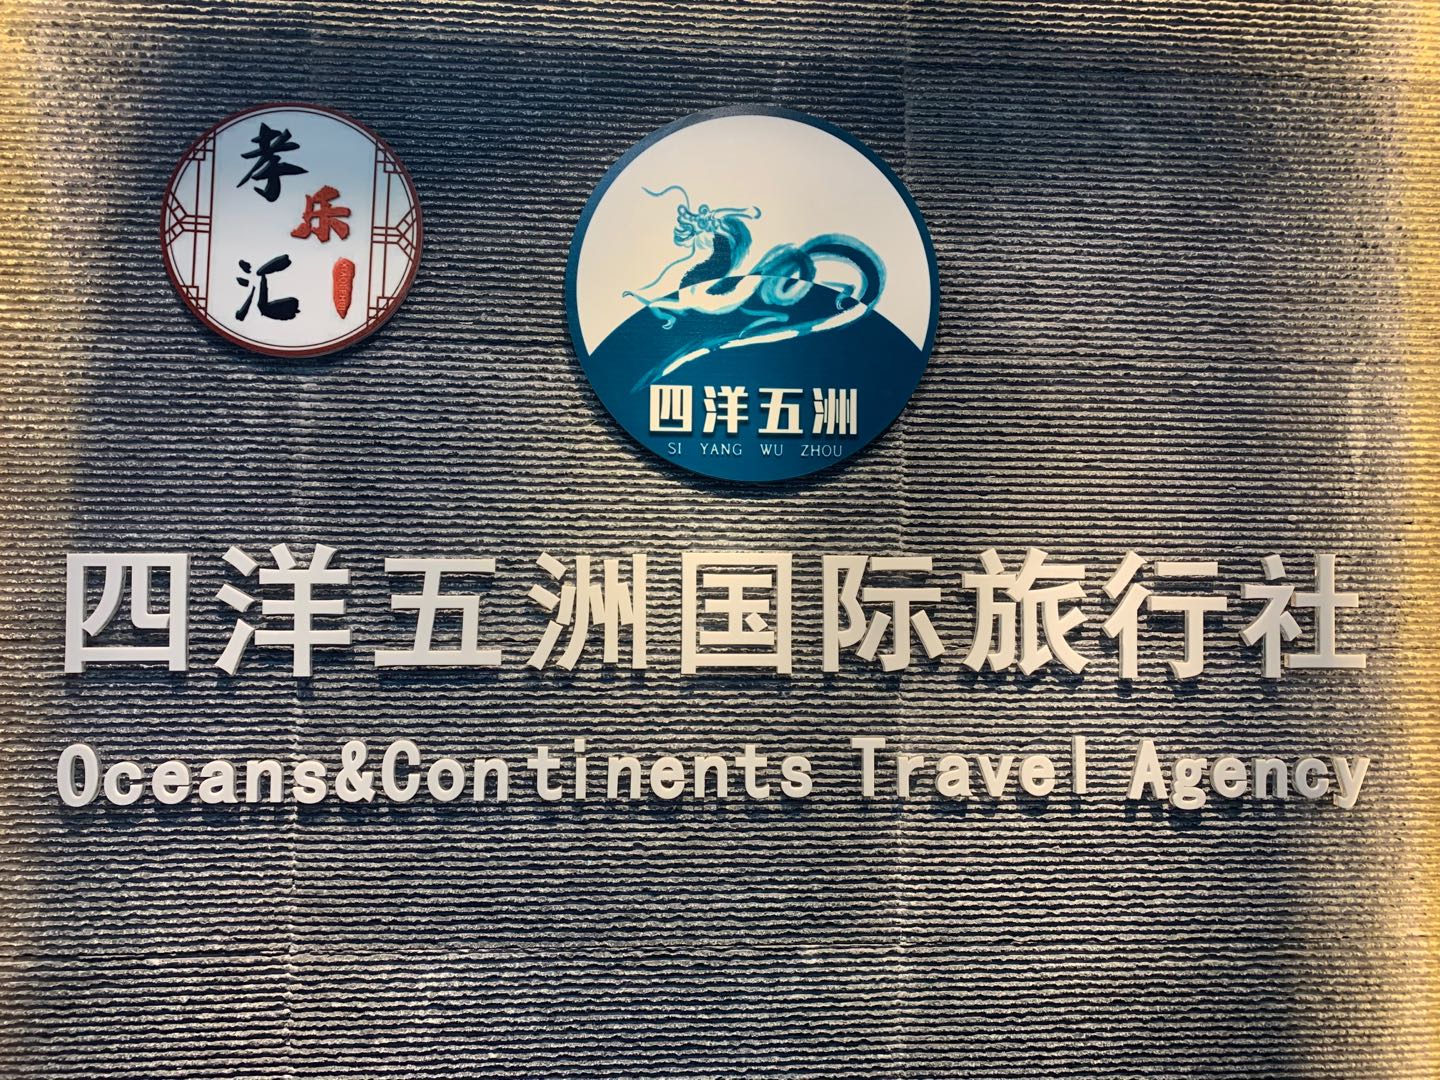 孝乐汇
XIAOLEHUI
四洋五洲
SI YANG WU ZHOU
四洋五洲国际旅行社
Oceans&Continents Travel Agency